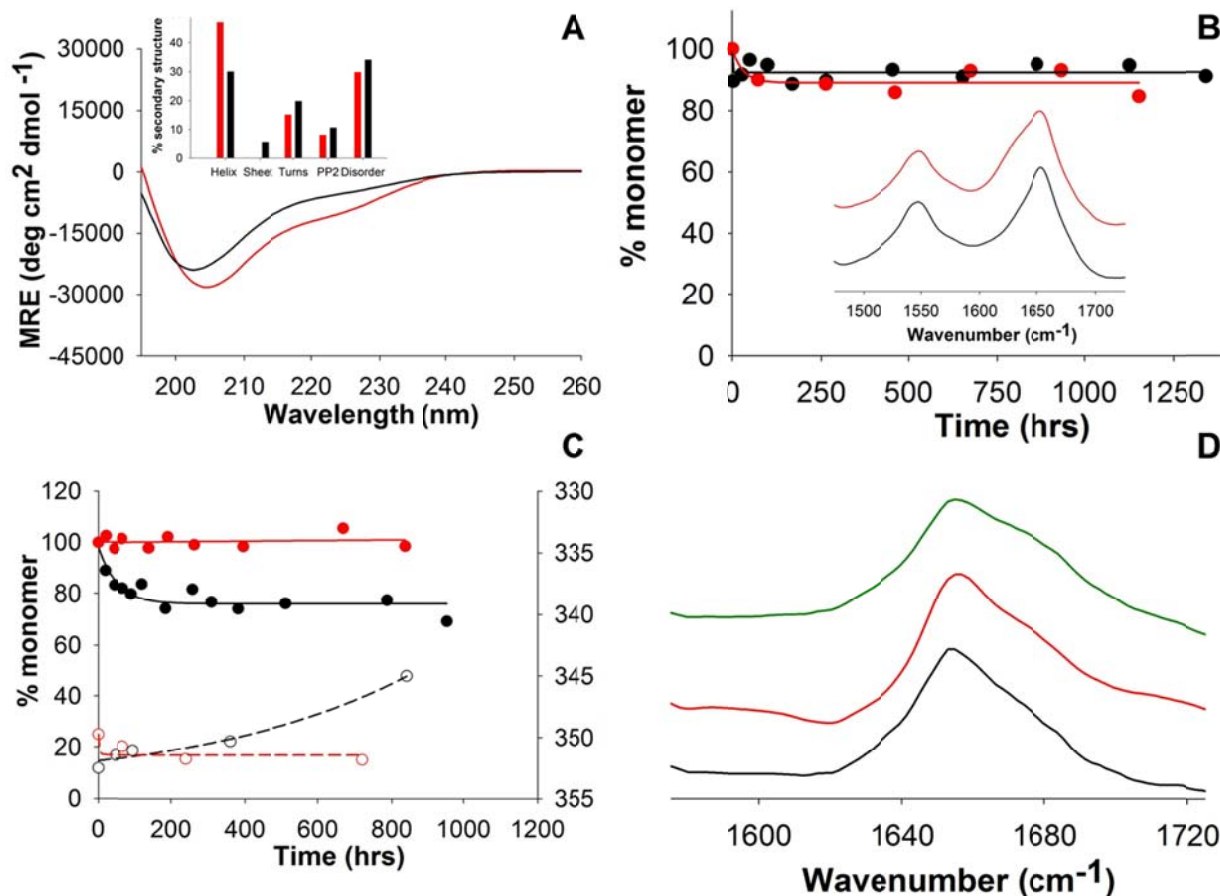 A
30000
15000
0
-15000
-30000
-45000
MRE (deg cm2 dmol -1)
200 210 220 230 240 250 260
Wavelength (nm)
% secondary structure
40
30
20
10
0
Helix Sheet Turns PP2 Disorder
B
100
80
60
40
20
0
% monomer
0 250 500 750 1000 1250
Time (hrs)
1500 1550 1600 1650 1700
Wavenumber (cm-1)
C
120
100
80
60
40
20
0
% monomer
330
335
340
345
350
355
0 200 400 600 800 1000 1200
Time (hrs)
D
1600 1640 1680 1720
Wavenumber (cm-1)